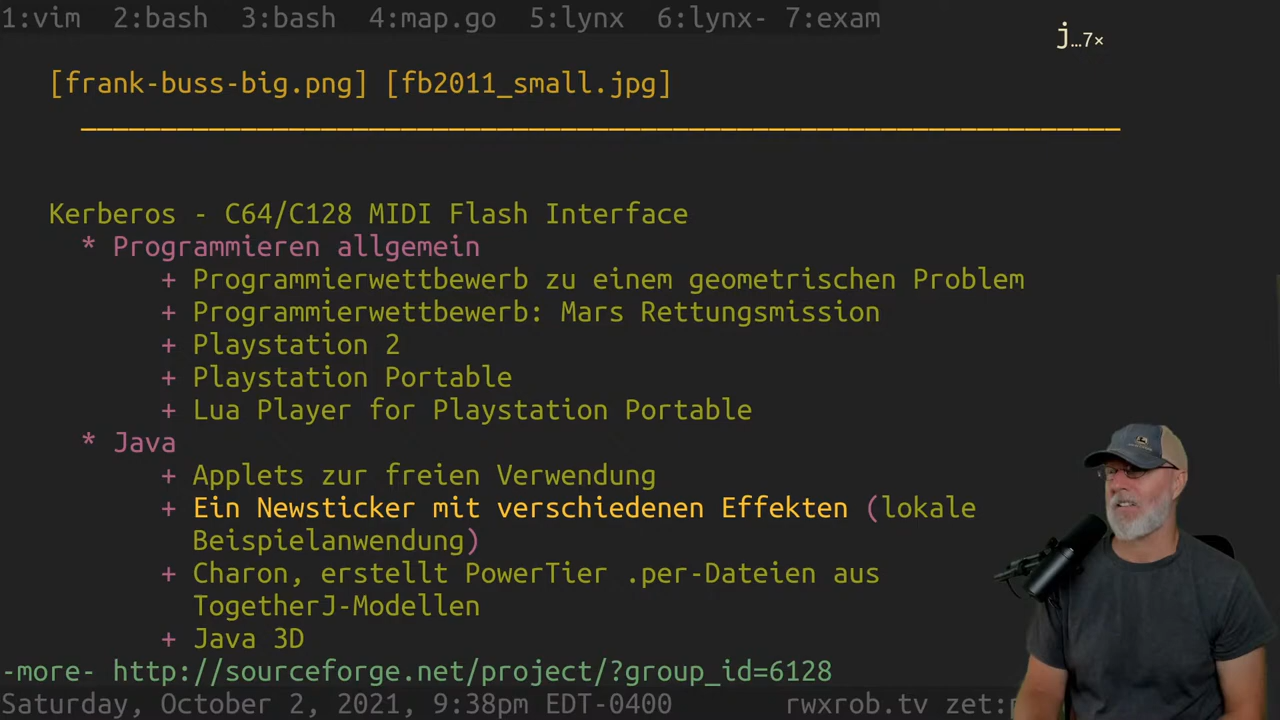 1:vim 2:bash 3:bash 4:map.go 5:lynx 6:lynx- 7:exam
j…7×
[frank-buss-big.png] [fb2011_small.jpg]
Kerberos - C64/C128 MIDI Flash Interface
* Programmieren allgemein
+ Programmierwettbewerb zu einem geometrischen Problem
+ Programmierwettbewerb: Mars Rettungsmission
+ Playstation 2
+ Playstation Portable
+ Lua Player for Playstation Portable
* Java
+ Applets zur freien Verwendung
+ Ein Newsticker mit verschiedenen Effekten (lokale
Beispielanwendung)
+ Charon, erstellt PowerTier .per-Dateien aus
TogetherJ-Modellen
+ Java 3D
-more- http://sourceforge.net/project/?group_id=6128
Saturday, October 2, 2021, 9:38pm EDT-0400 rwxrob.tv zet: